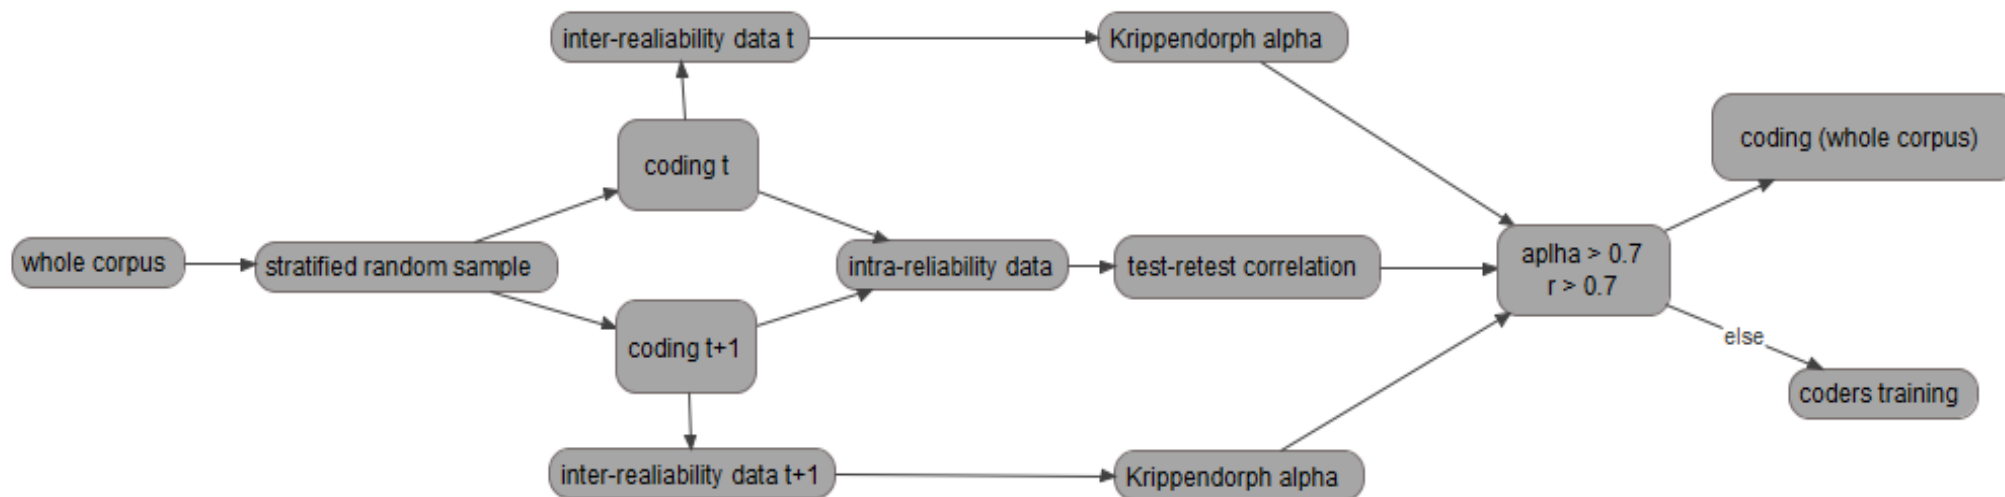 inter-realiability data t
Krippendorph alpha
coding (whole corpus)
coding t
whole corpus
stratified random sample
intra-reliability data
test-retest correlation
aplha > 0.7
r > 0.7
else
coding t+1
coders training
inter-realiability data t+1
Krippendorph alpha